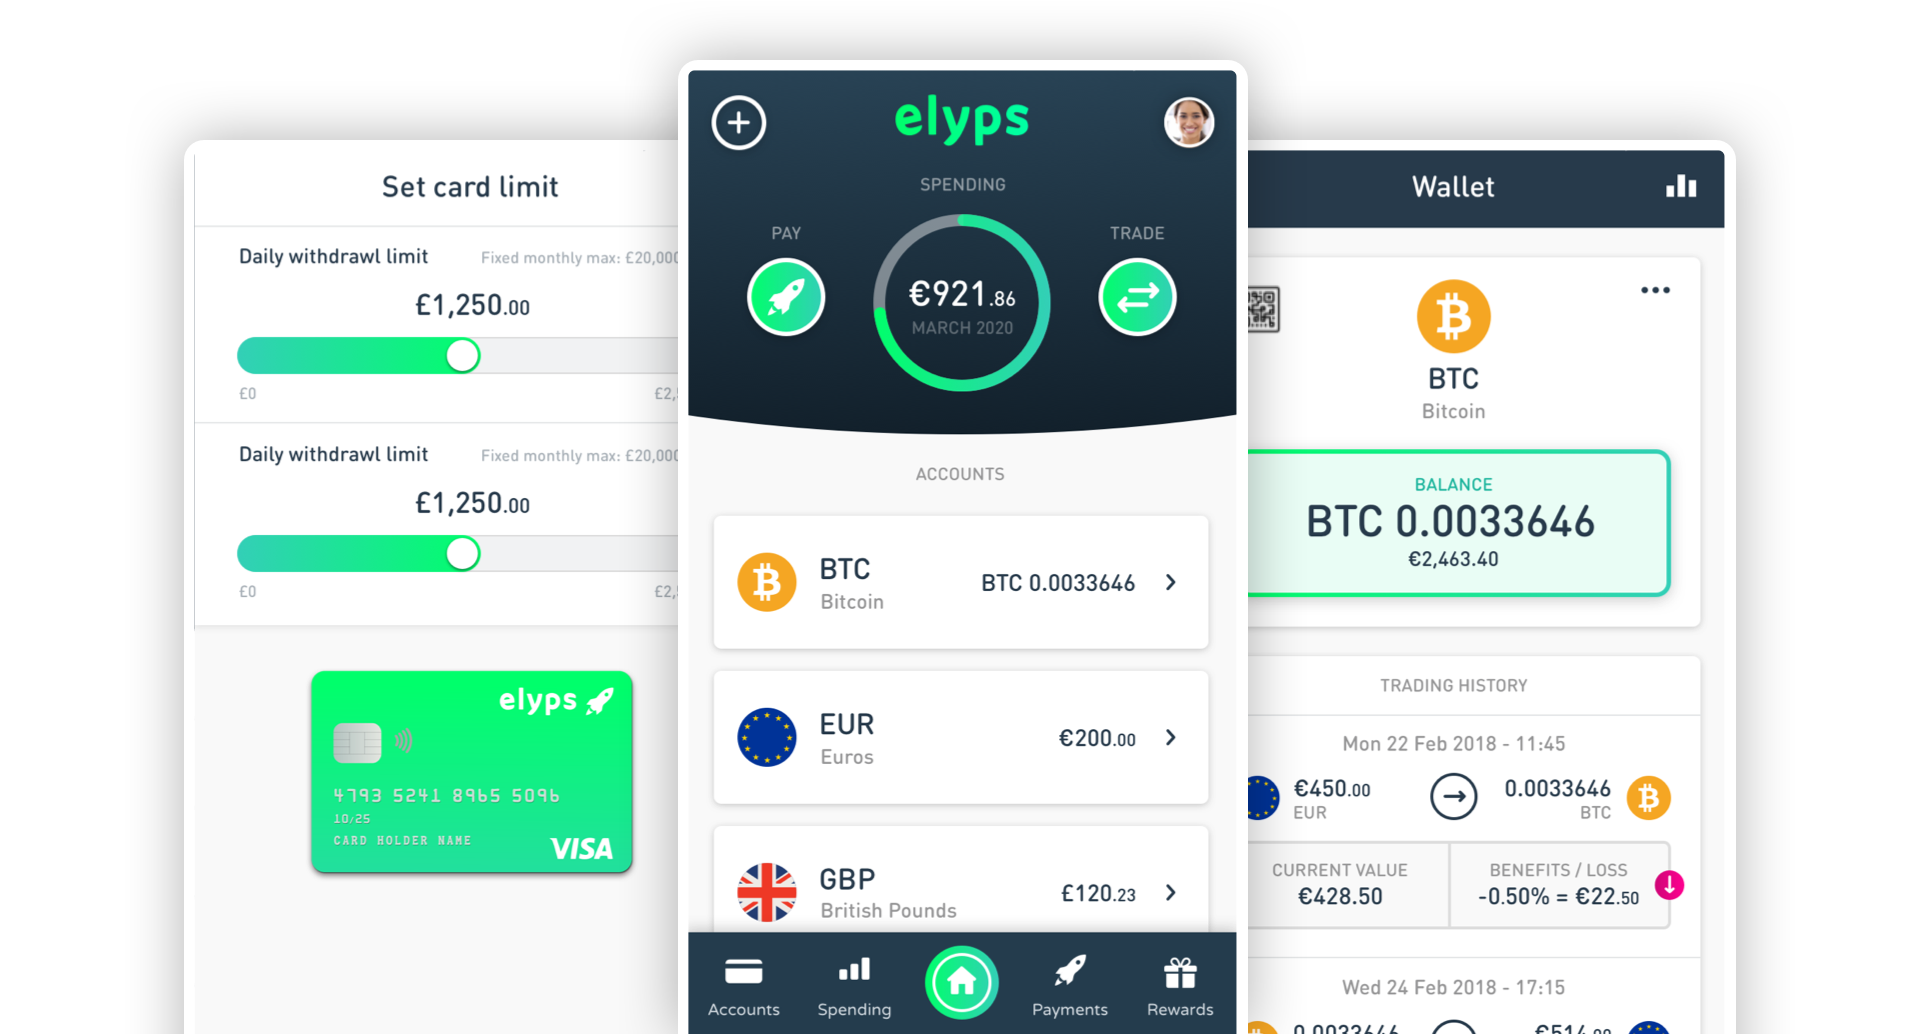 Set card limit
Daily withdrawl limit
Fixed monthly max: £20,000
£1,250.00
£0
Daily withdrawl limit
Fixed monthly max: £20,000
£1,250.00
£0
elyps
4793 5241 8965 5096
10/25
CARD HOLDER NAME
VISA
elyps
SPENDING
PAY
TRADE
€921.86
MARCH 2020
ACCOUNTS
BTC
Bitcoin
BTC 0.0033646
EUR
Euros
€200.00
GBP
British Pounds
£120.23
Accounts
Spending
Payments
Rewards
Wallet
BTC
Bitcoin
BALANCE
BTC 0.0033646
€2,463.40
TRADING HISTORY
Mon 22 Feb 2018 - 11:45
€450.00
EUR
0.0033646
BTC
CURRENT VALUE
€428.50
BENEFITS / LOSS
-0.50% = €22.50
Wed 24 Feb 2018 - 17:15